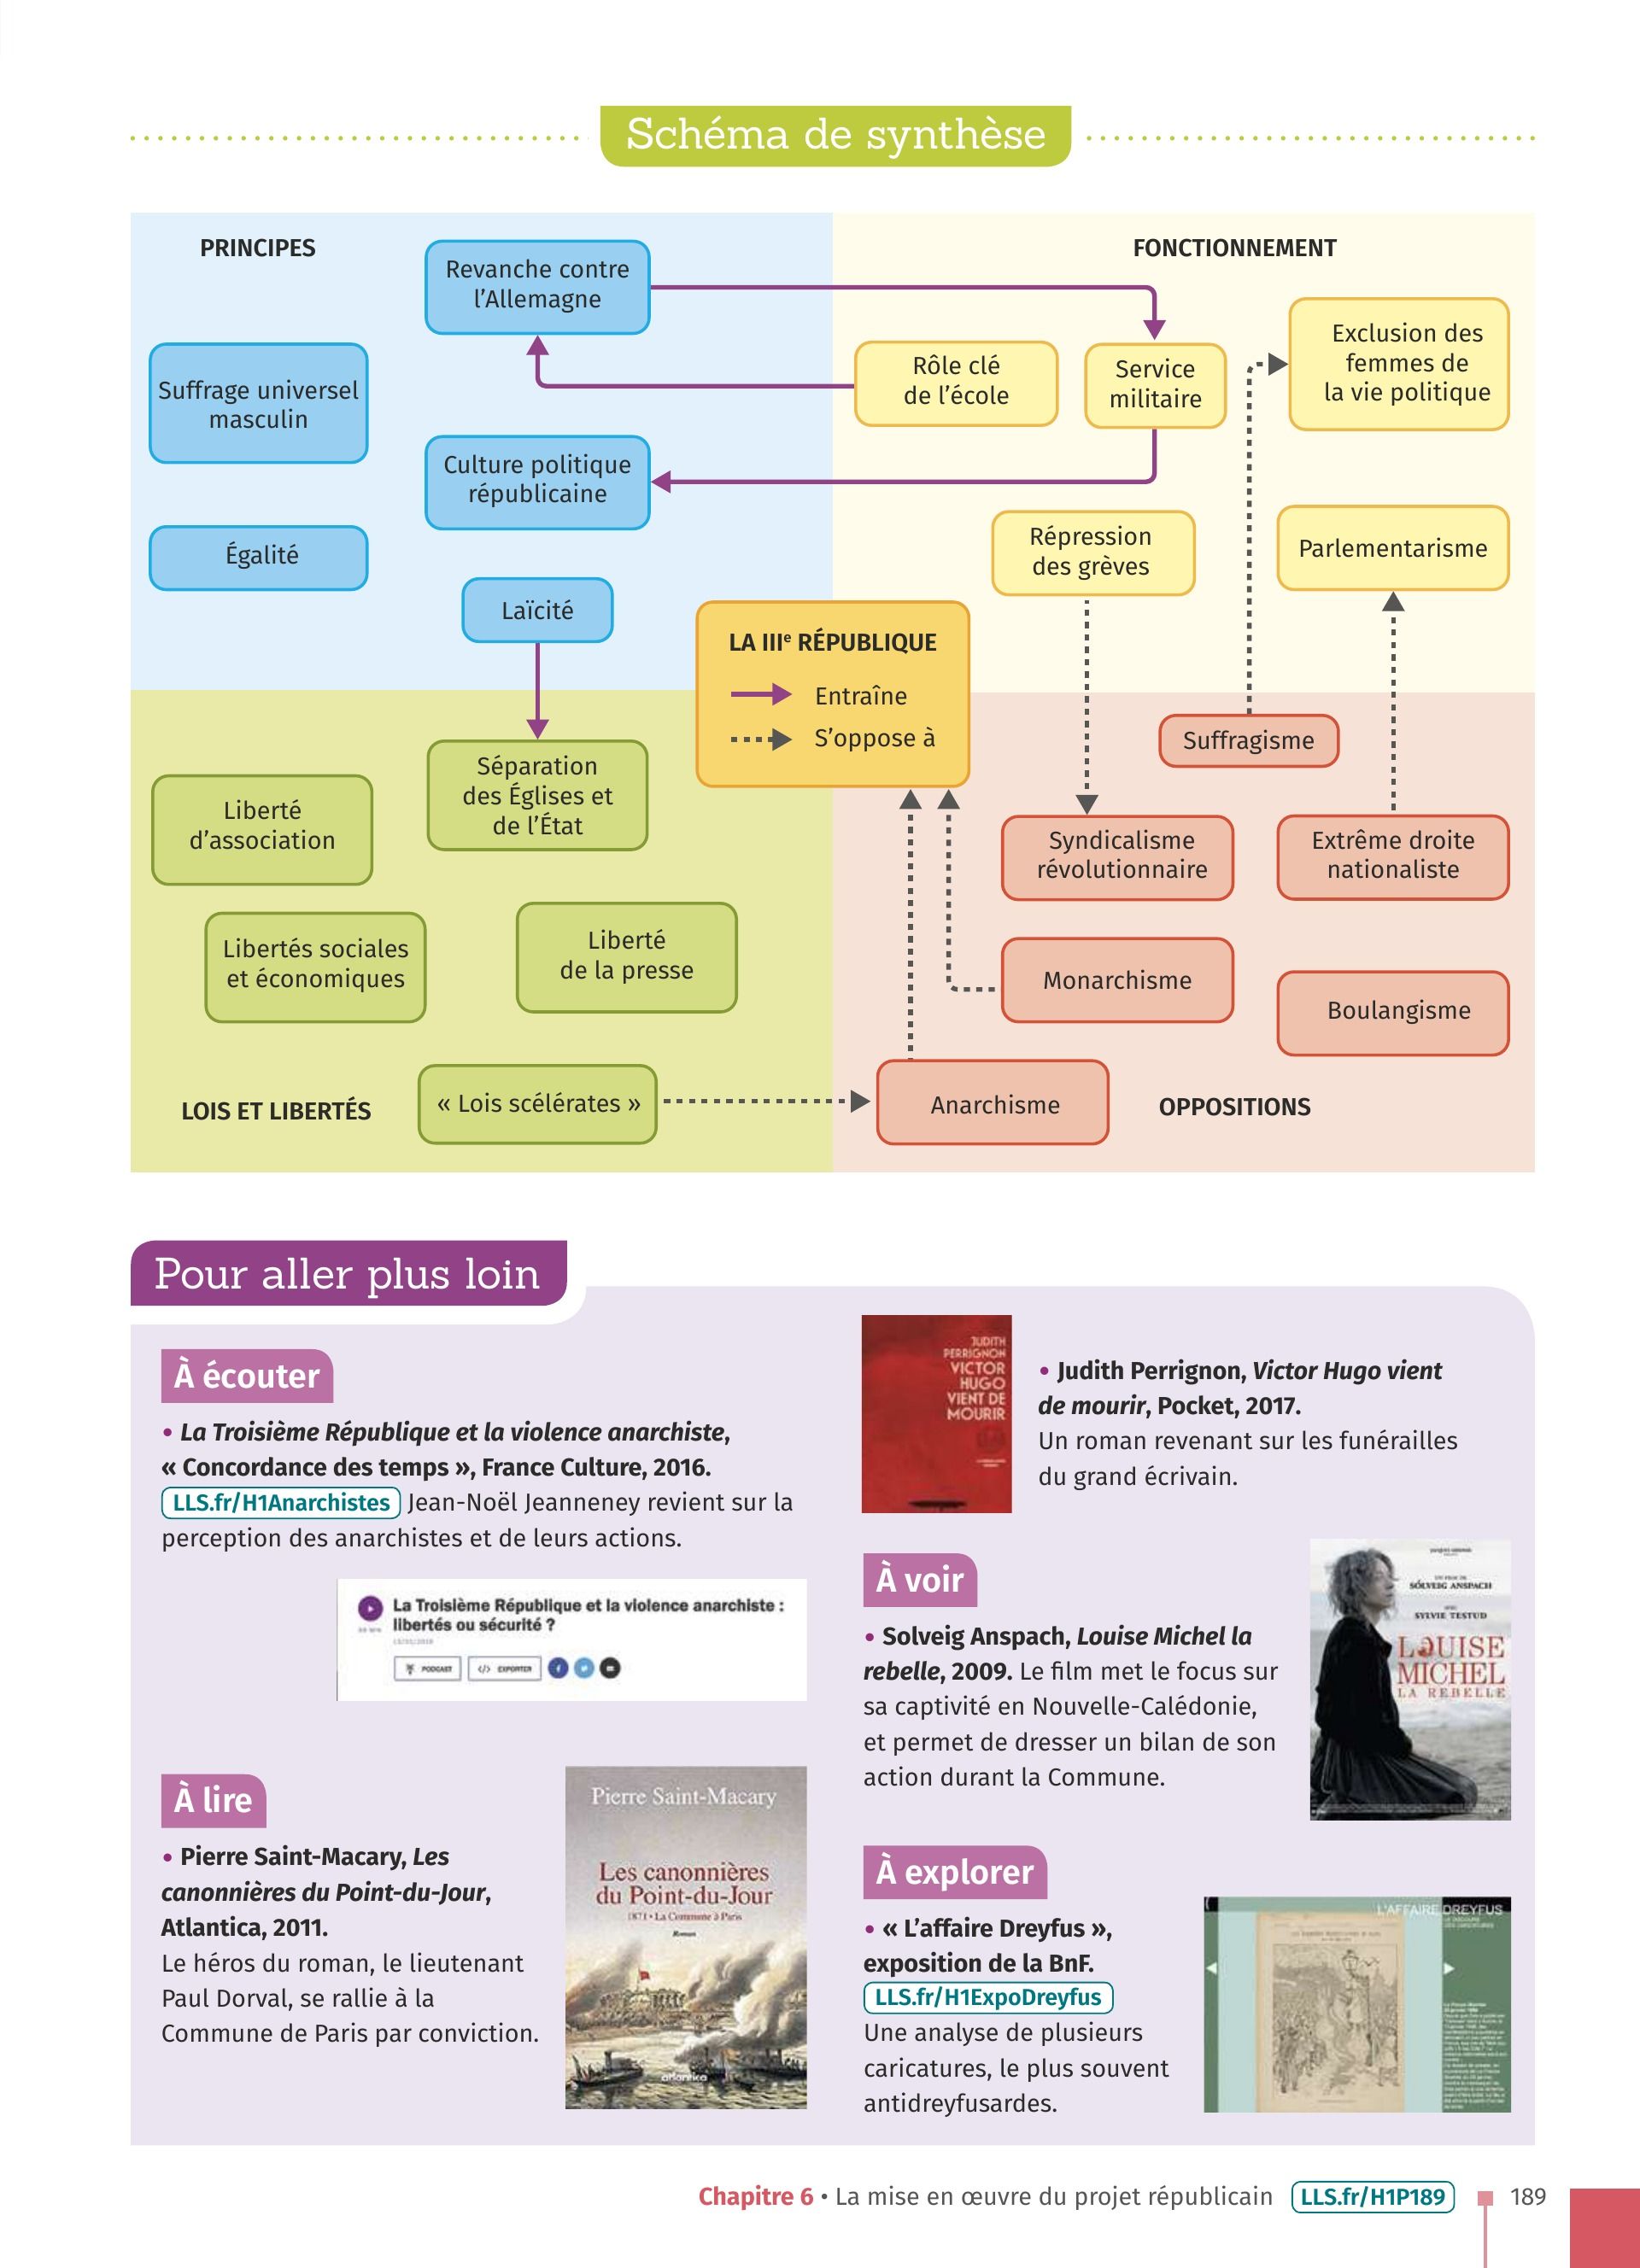 Schéma de synthèse
PRINCIPES
Revanche contre
l’Allemagne
Suffrage universel
masculin
Culture politique
républicaine
Égalité
Laïcité
FONCTIONNEMENT
Rôle clé
de l’école
Service
militaire
Exclusion des
femmes de
la vie politique
Répression
des grèves
Parlementarisme
LA IIIe RÉPUBLIQUE
Entraîne
S’oppose à
Séparation
des Églises et
de l’État
Liberté
d’association
Libertés sociales
et économiques
Liberté
de la presse
LOIS ET LIBERTÉS
« Lois scélérates »
Suffragisme
Syndicalisme
révolutionnaire
Extrême droite
nationaliste
Monarchisme
Boulangisme
Anarchisme
OPPOSITIONS
Pour aller plus loin
À écouter
• La Troisième République et la violence anarchiste,
« Concordance des temps », France Culture, 2016.
LLS.fr/H1Anarchistes Jean-Noël Jeanneney revient sur la
perception des anarchistes et de leurs actions.
La Troisième République et la violence anarchiste :
libertés ou sécurité ?
PODCAST
</> EXPORTER
À lire
• Pierre Saint-Macary, Les
canonnières du Point-du-Jour,
Atlantica, 2011.
Le héros du roman, le lieutenant
Paul Dorval, se rallie à la
Commune de Paris par conviction.
Pierre Saint-Macary
Les canonnières
du Point-du-Jour
1871 • La Commune à Paris
Roman
atlantica
JUDITH
PERRIGNON
VICTOR
HUGO
VIENT DE
MOURIR
• Judith Perrignon, Victor Hugo vient
de mourir, Pocket, 2017.
Un roman revenant sur les funérailles
du grand écrivain.
À voir
• Solveig Anspach, Louise Michel la
rebelle, 2009. Le film met le focus sur
sa captivité en Nouvelle-Calédonie,
et permet de dresser un bilan de son
action durant la Commune.
UN FILM DE
SÓLVEIG ANSPACH
AVEC
SYLVIE TESTUD
LOUISE
MICHEL
LA REBELLE
À explorer
• « L’affaire Dreyfus »,
exposition de la BnF.
LLS.fr/H1ExpoDreyfus
Une analyse de plusieurs
caricatures, le plus souvent
antidreyfusardes.
L'AFFAIRE DREYFUS
Chapitre 6 • La mise en œuvre du projet républicain LLS.fr/H1P189 189